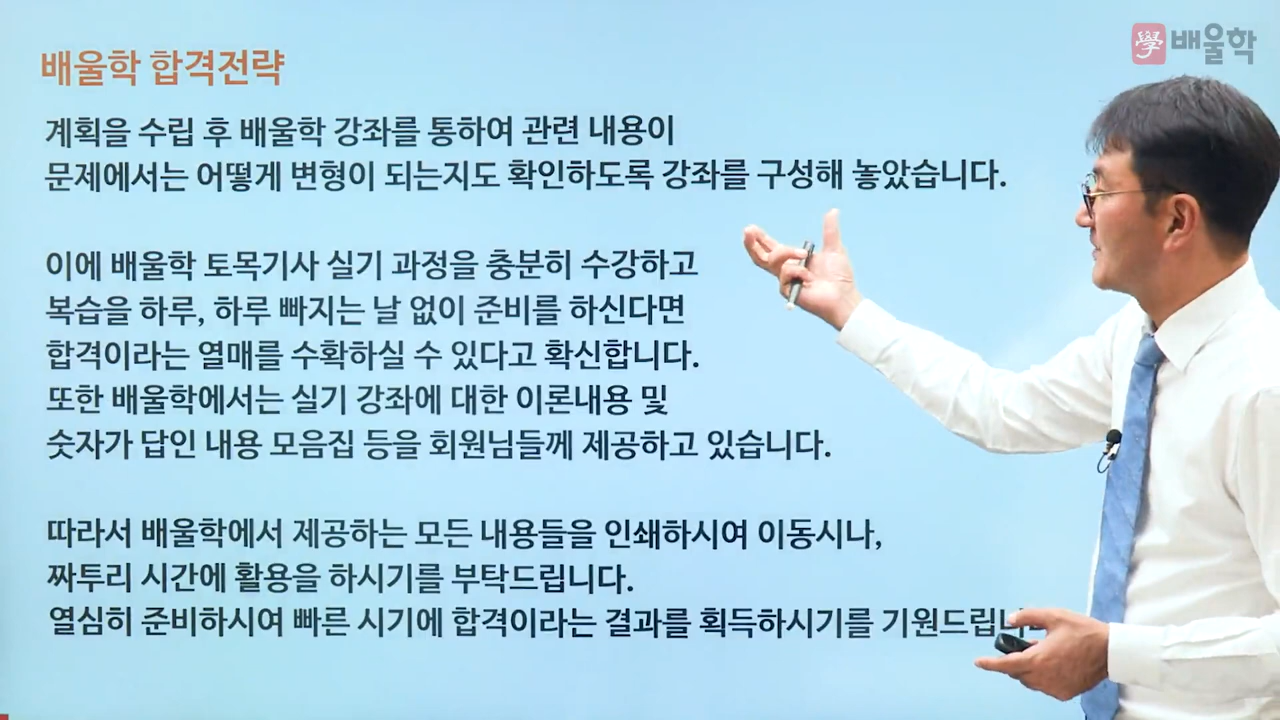 배울학 합격전략
學 배울학
계획을 수립 후 배울학 강좌를 통하여 관련 내용이
문제에서는 어떻게 변형이 되는지도 확인하도록 강좌를 구성해 놓았습니다.
이에 배울학 토목기사 실기 과정을 충분히 수강하고
복습을 하루, 하루 빠지는 날 없이 준비를 하신다면
합격이라는 열매를 수확하실 수 있다고 확신합니다.
또한 배울학에서는 실기 강좌에 대한 이론내용 및
숫자가 답인 내용 모음집 등을 회원님들께 제공하고 있습니다.
따라서 배울학에서 제공하는 모든 내용들을 인쇄하시여 이동시나,
짜투리 시간에 활용을 하시기를 부탁드립니다.
열심히 준비하시여 빠른 시기에 합격이라는 결과를 획득하시기를